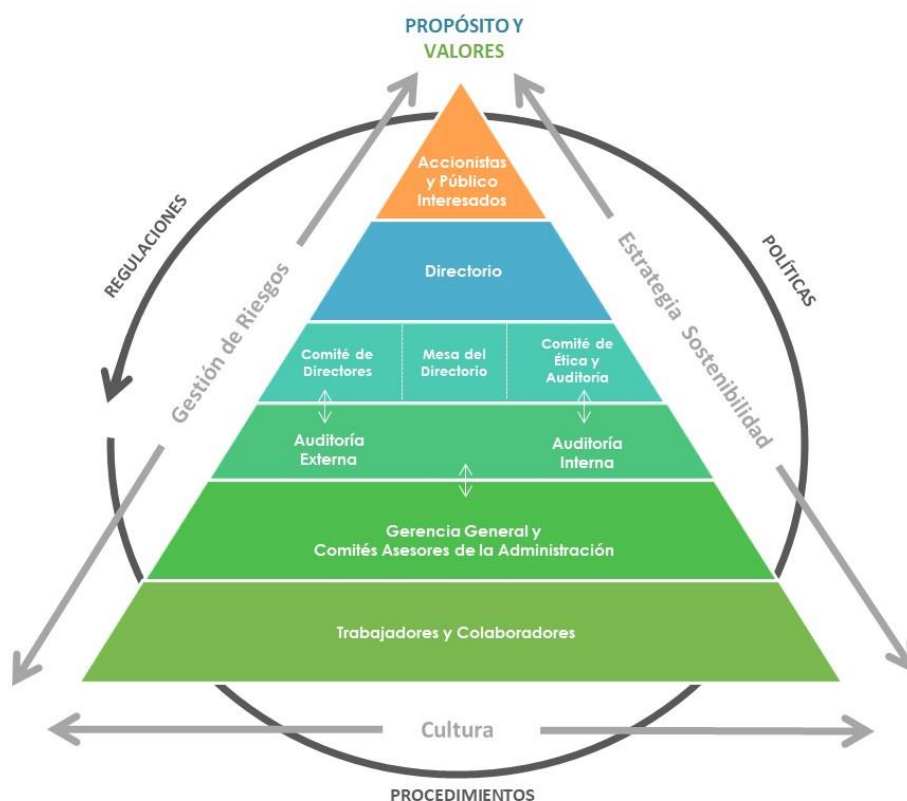 PROPÓSITO Y
VALORES
Accionistas
y Público
Interesados
REGULACIONES
POLÍTICAS
Gestión de Riesgos
Estrategia Sostenibilidad
Directorio
Comité de
Directores
Mesa del
Directorio
Comité de
Ética y
Auditoría
Auditoría
Externa
Auditoría
Interna
Gerencia General y
Comités Asesores de la Administración
Trabajadores y Colaboradores
Cultura
PROCEDIMIENTOS